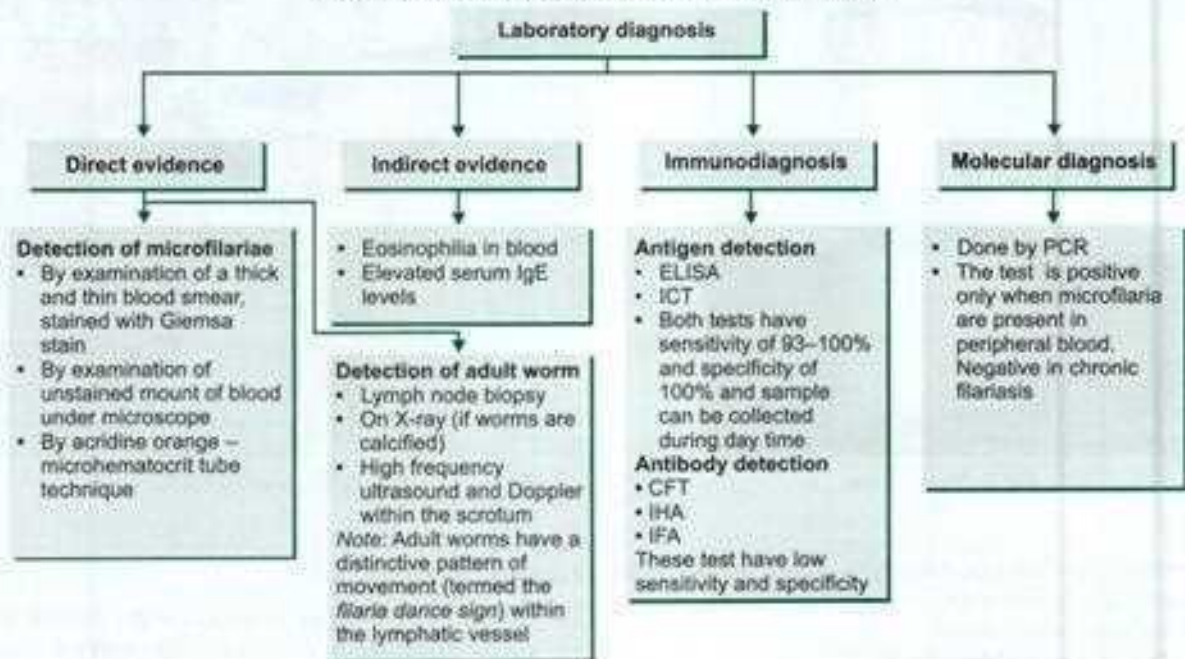 Laboratory diagnosis
Direct evidence
Indirect evidence
Immunodiagnosis
Molecular diagnosis
Detection of microfilariae
• By examination of a thick
and thin blood smear,
stained with Giemsa
stain
• By examination of
unstained mount of blood
under microscope
• By acridine orange –
microhematocrit tube
technique
• Eosinophilia in blood
• Elevated serum IgE
levels
Detection of adult worm
• Lymph node biopsy
• On X-ray (if worms are
calcified)
• High frequency
ultrasound and Doppler
within the scrotum
Note: Adult worms have a
distinctive pattern of
movement (termed the
filaria dance sign) within
the lymphatic vessel
Antigen detection
• ELISA
• ICT
• Both tests have
sensitivity of 93–100%
and specificity of
100% and sample
can be collected
during day time
Antibody detection
• CFT
• IHA
• IFA
These test have low
sensitivity and specificity
• Done by PCR
• The test is positive
only when microfilaria
are present in
peripheral blood.
Negative in chronic
filariasis